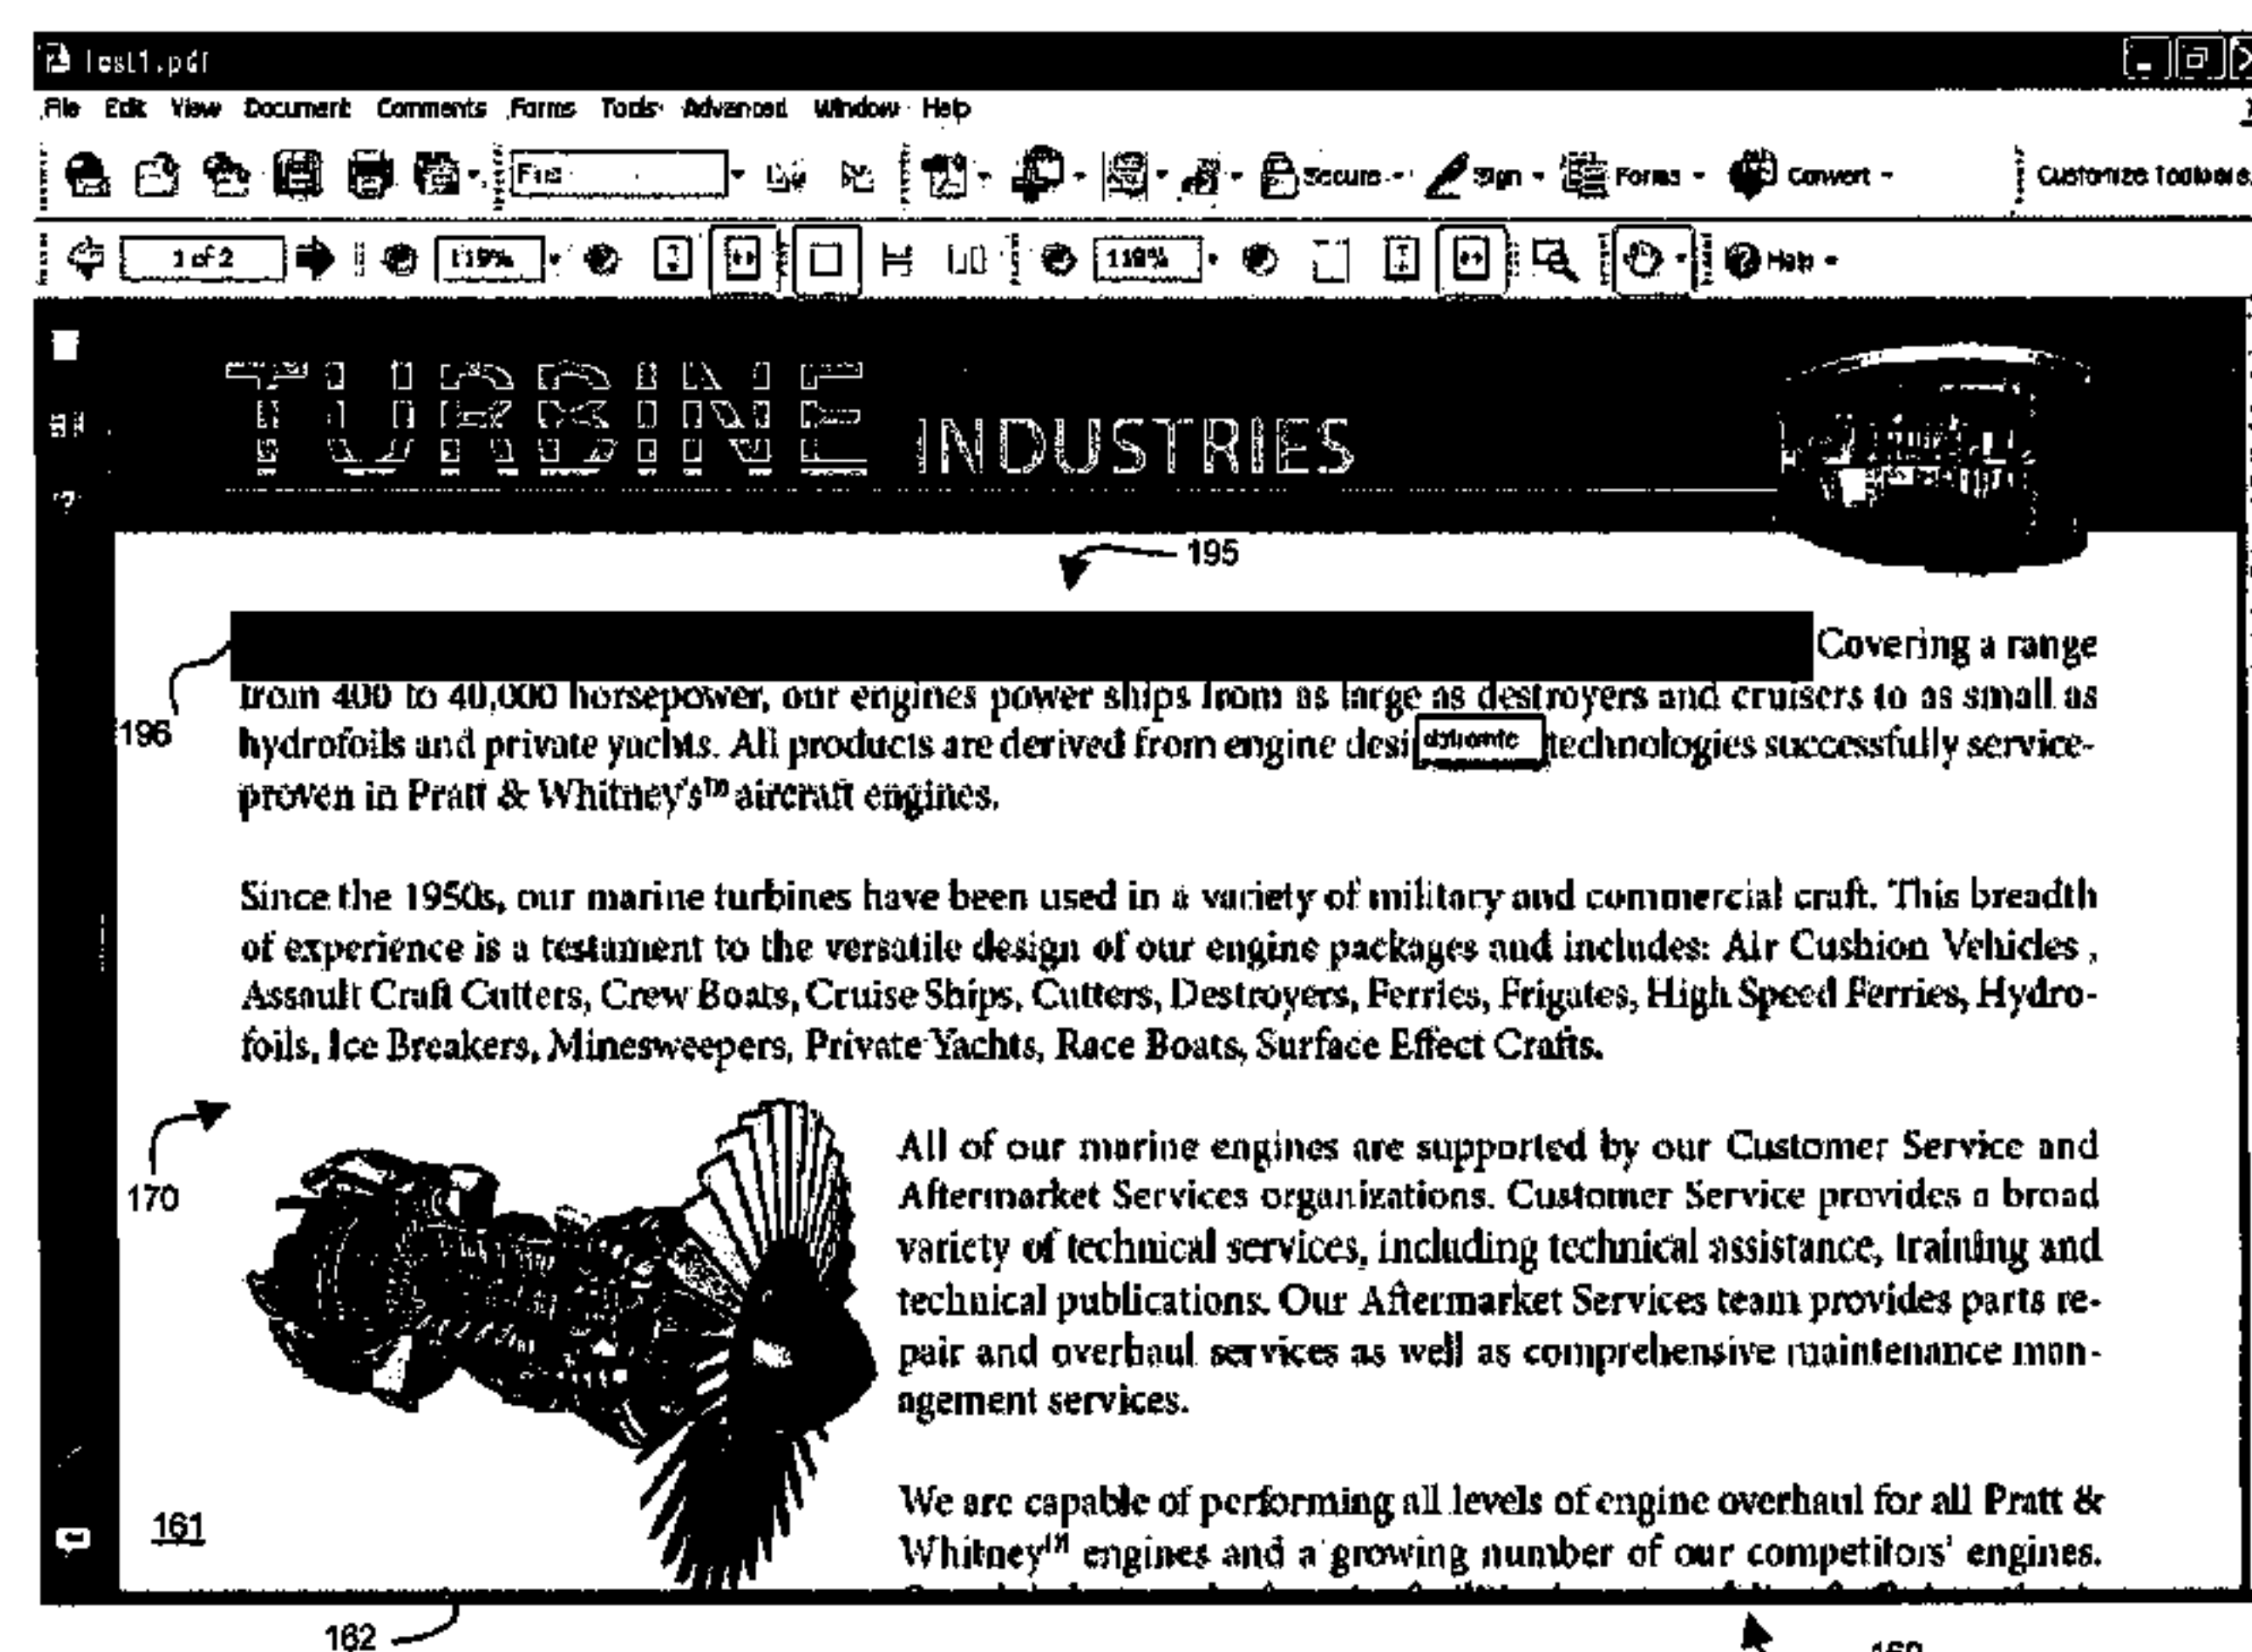 Test1.pdf
File Edit View Document Comments Forms Tools Advanced Window Help
Find Secure Sign Forms Convert Customize Toolbars
1 of 2 119% 119% Help
TURBINE INDUSTRIES
195
Covering a range
196
from 400 to 40,000 horsepower, our engines power ships from as large as destroyers and cruisers to as small as
hydrofoils and private yachts. All products are derived from engine desi technologies successfully service-
proven in Pratt & Whitney's™ aircraft engines.
Since the 1950s, our marine turbines have been used in a variety of military and commercial craft. This breadth
of experience is a testament to the versatile design of our engine packages and includes: Air Cushion Vehicles ,
Assault Craft Cutters, Crew Boats, Cruise Ships, Cutters, Destroyers, Ferries, Frigates, High Speed Ferries, Hydro-
foils, Ice Breakers, Minesweepers, Private Yachts, Race Boats, Surface Effect Crafts.
170
All of our marine engines are supported by our Customer Service and
Aftermarket Services organizations. Customer Service provides a broad
variety of technical services, including technical assistance, training and
technical publications. Our Aftermarket Services team provides parts re-
pair and overhaul services as well as comprehensive maintenance man-
agement services.
161
We are capable of performing all levels of engine overhaul for all Pratt &
Whitney™ engines and a growing number of our competitors' engines.
162
160